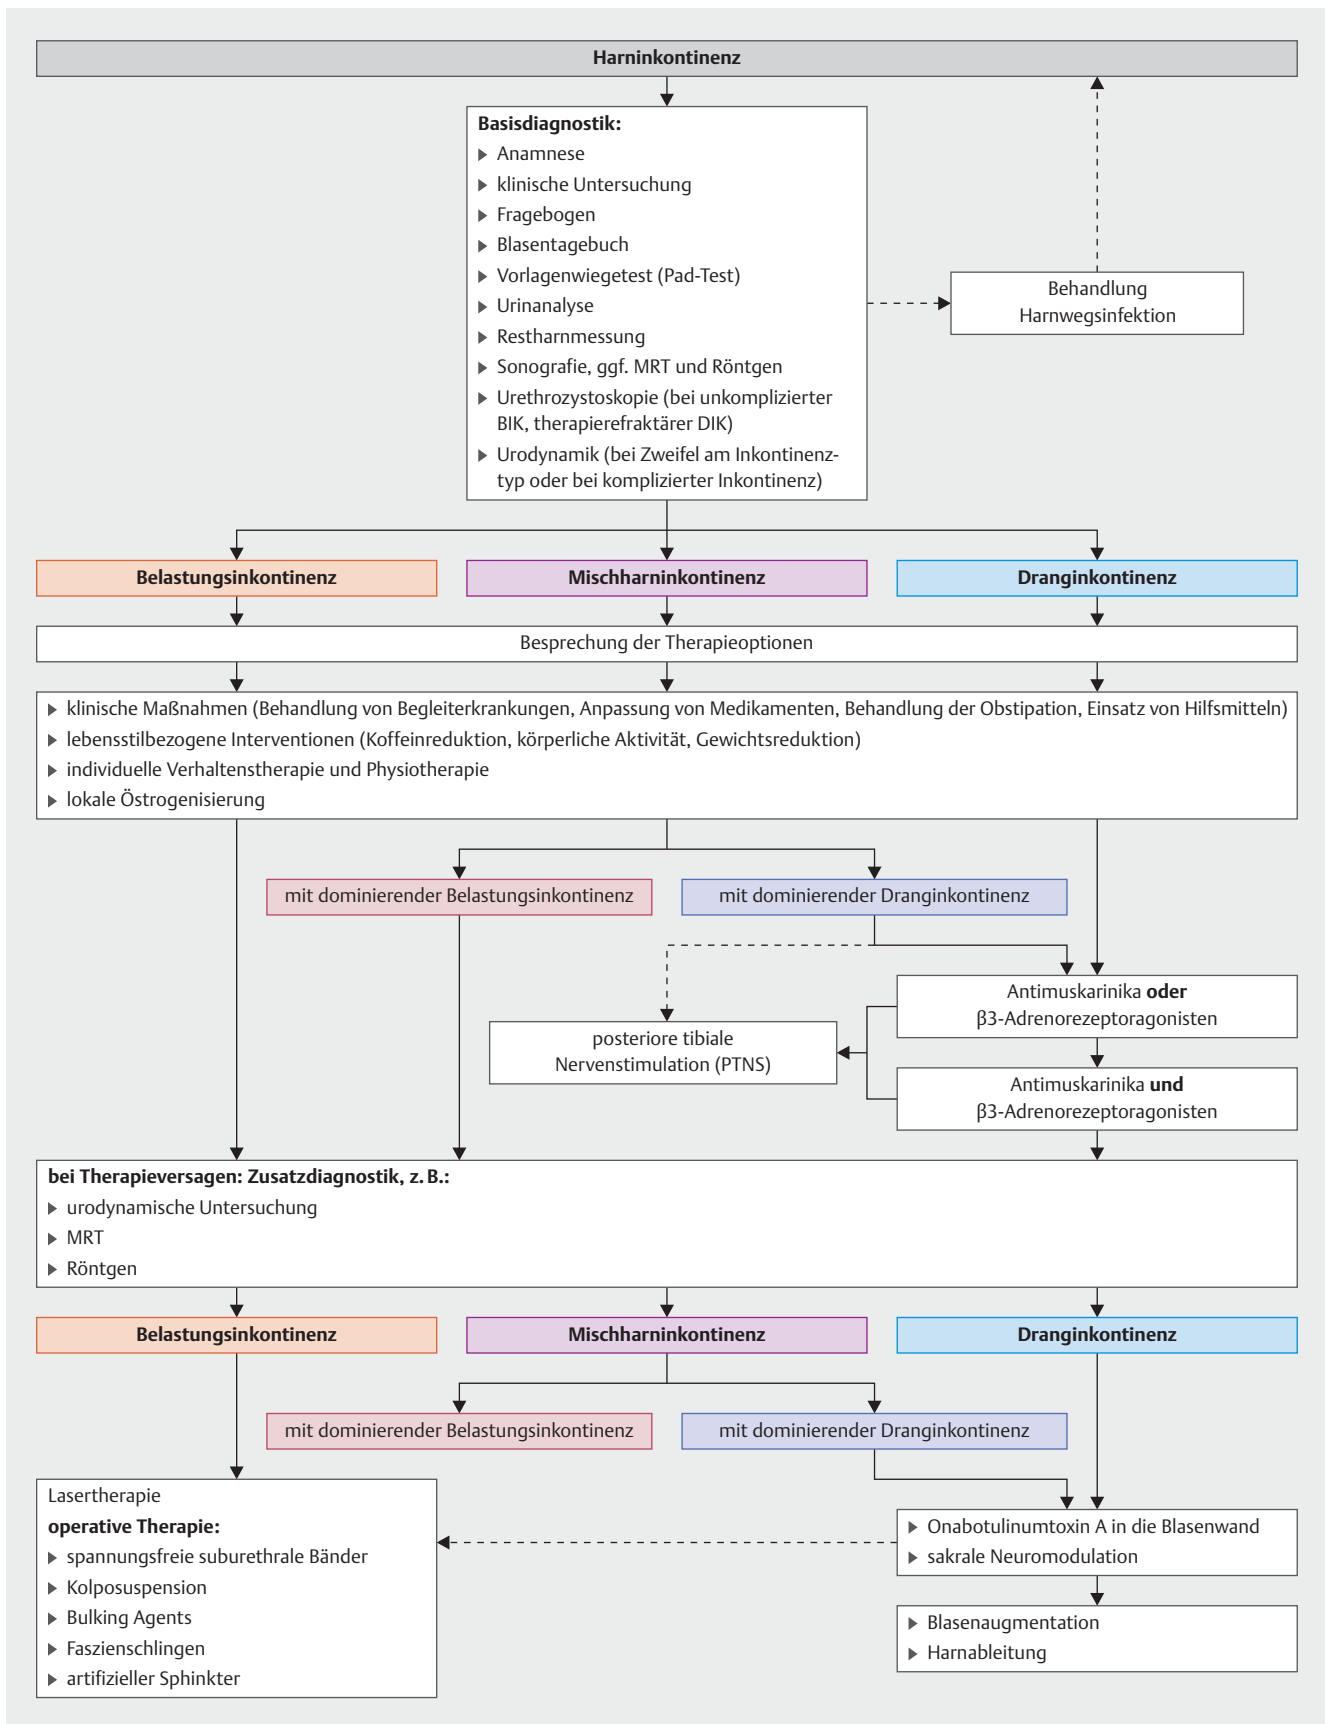 Harninkontinenz
Basisdiagnostik:
▶ Anamnese
▶ klinische Untersuchung
▶ Fragebogen
▶ Blasentagebuch
▶ Vorlagenwiegetest (Pad-Test)
▶ Urinanalyse
▶ Restharnmessung
▶ Sonografie, ggf. MRT und Röntgen
▶ Urethrozystoskopie (bei unkomplizierter
BIK, therapierefraktärer DIK)
▶ Urodynamik (bei Zweifel am Inkontinenz-
typ oder bei komplizierter Inkontinenz)
Behandlung
Harnwegsinfektion
Belastungsinkontinenz
Mischharninkontinenz
Dranginkontinenz
Besprechung der Therapieoptionen
▶ klinische Maßnahmen (Behandlung von Begleiterkrankungen, Anpassung von Medikamenten, Behandlung der Obstipation, Einsatz von Hilfsmitteln)
▶ lebensstilbezogene Interventionen (Koffeinreduktion, körperliche Aktivität, Gewichtsreduktion)
▶ individuelle Verhaltenstherapie und Physiotherapie
▶ lokale Östrogenisierung
mit dominierender Belastungsinkontinenz
mit dominierender Dranginkontinenz
Antimuskarinika oder
β3-Adrenorezeptoragonisten
posteriore tibiale
Nervenstimulation (PTNS)
Antimuskarinika und
β3-Adrenorezeptoragonisten
bei Therapieversagen: Zusatzdiagnostik, z. B.:
▶ urodynamische Untersuchung
▶ MRT
▶ Röntgen
Belastungsinkontinenz
Mischharninkontinenz
Dranginkontinenz
mit dominierender Belastungsinkontinenz
mit dominierender Dranginkontinenz
Lasertherapie
operative Therapie:
▶ spannungsfreie suburethrale Bänder
▶ Kolposuspension
▶ Bulking Agents
▶ Faszienschlingen
▶ artifizieller Sphinkter
▶ Onabotulinumtoxin A in die Blasenwand
▶ sakrale Neuromodulation
▶ Blasenaugmentation
▶ Harnableitung